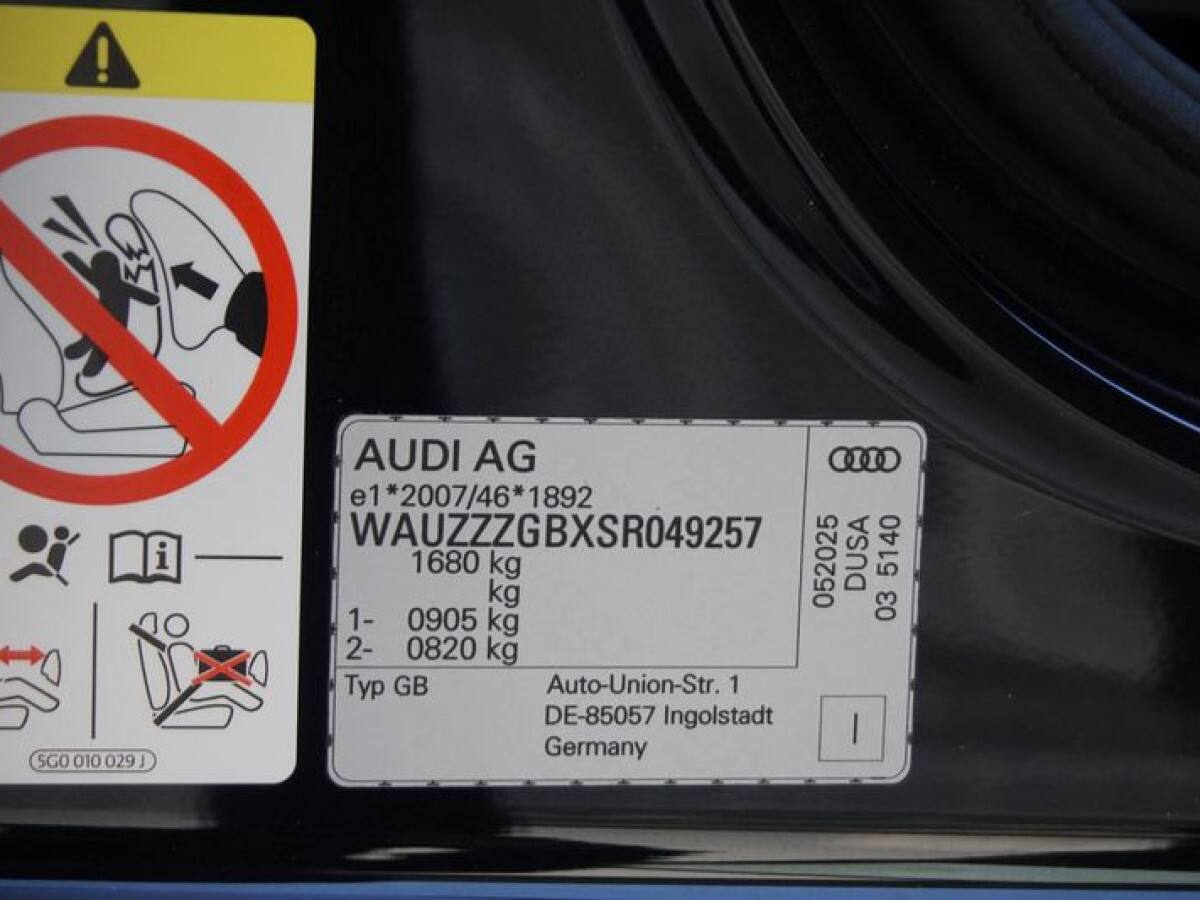 AUDI AG
e1*2007/46*1892
WAUZZZGBXSR049257
1680 kg
kg
1- 0905 kg
2- 0820 kg
Typ GB
Auto-Union-Str. 1
DE-85057 Ingolstadt
Germany
052025
DUSA
03 5140
I
5G0 010 029 J